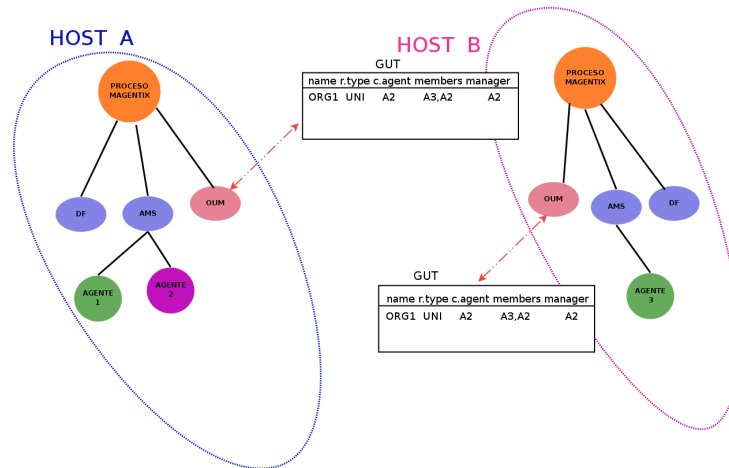 HOST A
HOST B
GUT
name r.type c.agent members manager
ORG1 UNI A2 A3,A2 A2
PROCESO
MAGENTIX
PROCESO
MAGENTIX
DF
AMS
OUM
OUM
AMS
DF
AGENTE
1
AGENTE
2
GUT
name r.type c.agent members manager
ORG1 UNI A2 A3,A2 A2
AGENTE
3